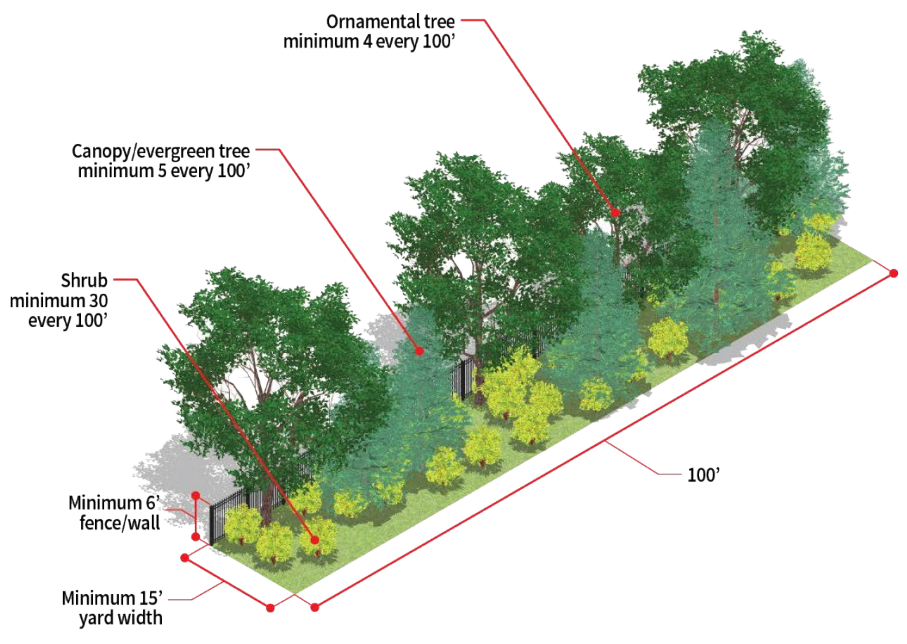 Ornamental tree
minimum 4 every 100’
Canopy/evergreen tree
minimum 5 every 100’
Shrub
minimum 30
every 100’
100’
Minimum 6’
fence/wall
Minimum 15’
yard width